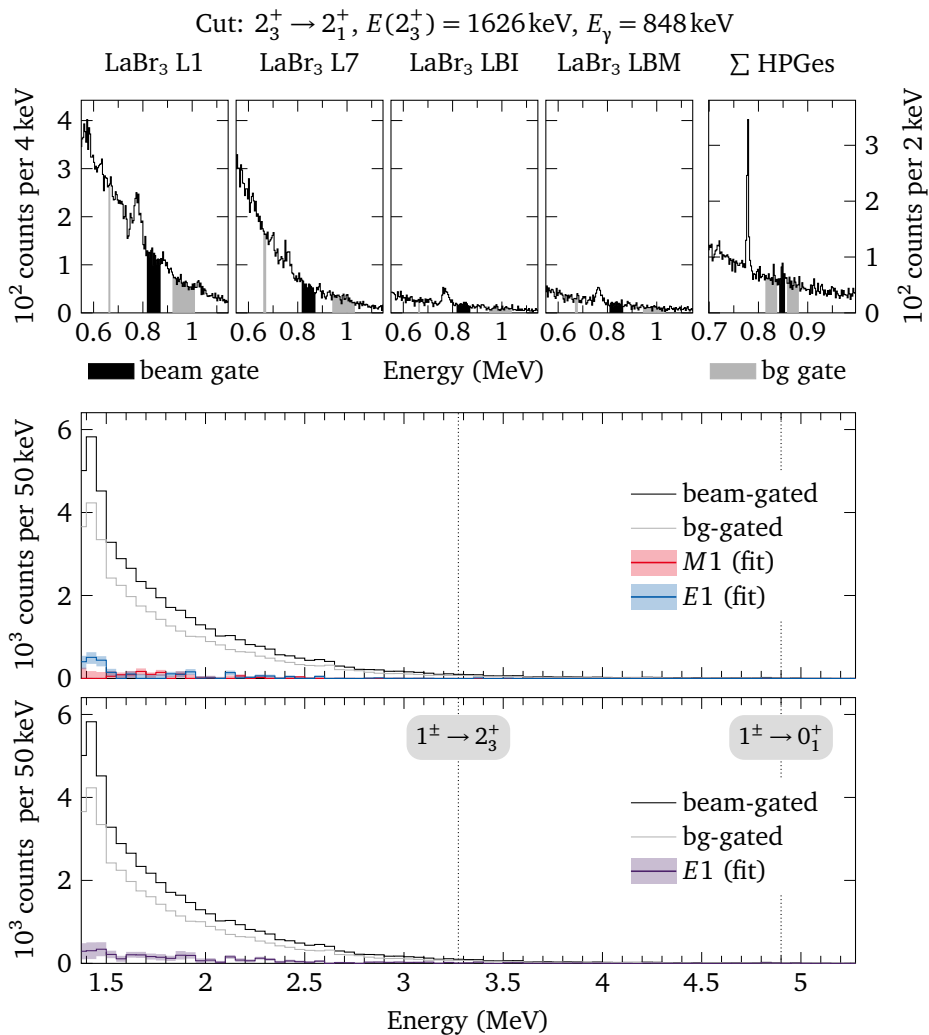 Cut: 2₃⁺ → 2₁⁺, E(2₃⁺) = 1626 keV, Eᵧ = 848 keV
LaBr₃ L1 LaBr₃ L7 LaBr₃ LBI LaBr₃ LBM ∑ HPGes
10² counts per 4 keV
4
3
2
1
0
3
2
1
0
10² counts per 2 keV
0.6 0.8 1 0.6 0.8 1 0.6 0.8 1 0.6 0.8 1 0.7 0.8 0.9
beam gate Energy (MeV) bg gate
10³ counts per 50 keV
6
4
2
0
beam-gated
bg-gated
M1 (fit)
E1 (fit)
10³ counts per 50 keV
6
4
2
0
1± → 2₃⁺ 1± → 0₁⁺
beam-gated
bg-gated
E1 (fit)
1.5 2 2.5 3 3.5 4 4.5 5
Energy (MeV)